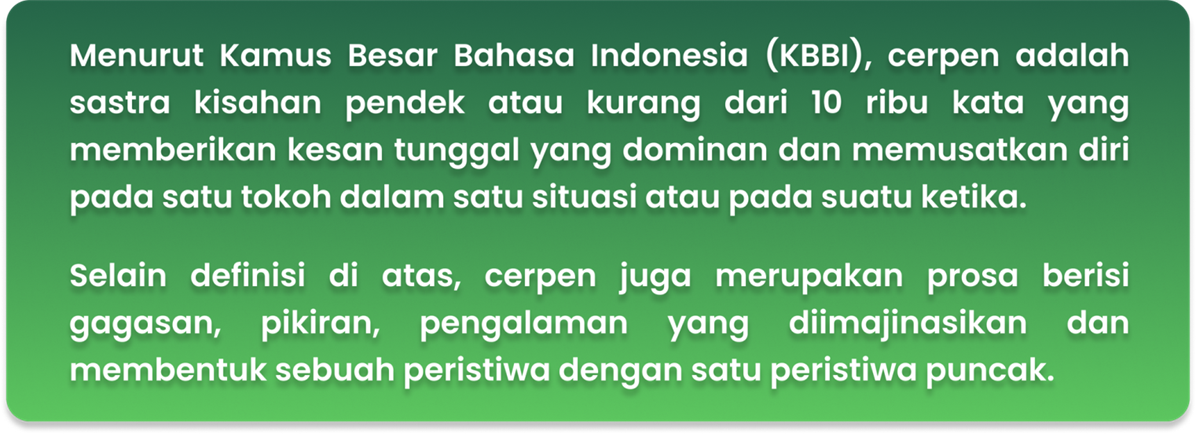 Menurut Kamus Besar Bahasa Indonesia (KBBI), cerpen adalah
sastra kisahan pendek atau kurang dari 10 ribu kata yang
memberikan kesan tunggal yang dominan dan memusatkan diri
pada satu tokoh dalam satu situasi atau pada suatu ketika.
Selain definisi di atas, cerpen juga merupakan prosa berisi
gagasan, pikiran, pengalaman yang diimajinasikan dan
membentuk sebuah peristiwa dengan satu peristiwa puncak.